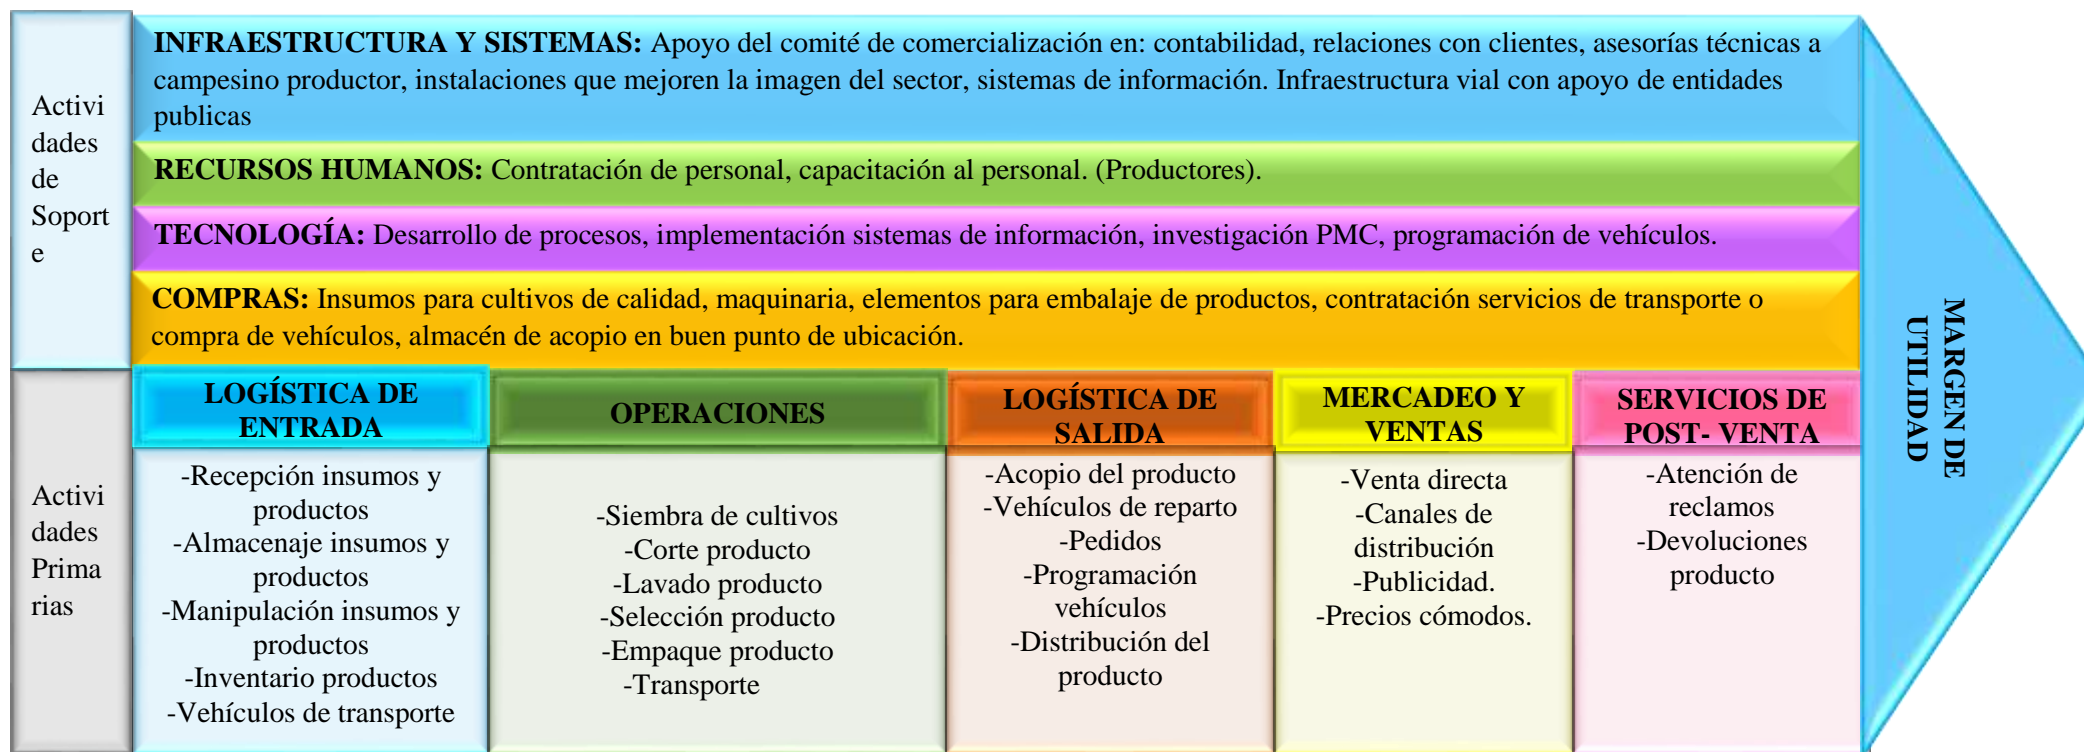 Activi
dades
de
Soport
e
INFRAESTRUCTURA Y SISTEMAS: Apoyo del comité de comercialización en: contabilidad, relaciones con clientes, asesorías técnicas a
campesino productor, instalaciones que mejoren la imagen del sector, sistemas de información. Infraestructura vial con apoyo de entidades
publicas
RECURSOS HUMANOS: Contratación de personal, capacitación al personal. (Productores).
TECNOLOGÍA: Desarrollo de procesos, implementación sistemas de información, investigación PMC, programación de vehículos.
COMPRAS: Insumos para cultivos de calidad, maquinaria, elementos para embalaje de productos, contratación servicios de transporte o
compra de vehículos, almacén de acopio en buen punto de ubicación.
Activi
dades
Prima
rias
LOGÍSTICA DE
ENTRADA
-Recepción insumos y
productos
-Almacenaje insumos y
productos
-Manipulación insumos y
productos
-Inventario productos
-Vehículos de transporte
OPERACIONES
-Siembra de cultivos
-Corte producto
-Lavado producto
-Selección producto
-Empaque producto
-Transporte
LOGÍSTICA DE
SALIDA
-Acopio del producto
-Vehículos de reparto
-Pedidos
-Programación
vehículos
-Distribución del
producto
MERCADEO Y
VENTAS
-Venta directa
-Canales de
distribución
-Publicidad.
-Precios cómodos.
SERVICIOS DE
POST- VENTA
-Atención de
reclamos
-Devoluciones
producto
MARGEN DE
UTILIDAD